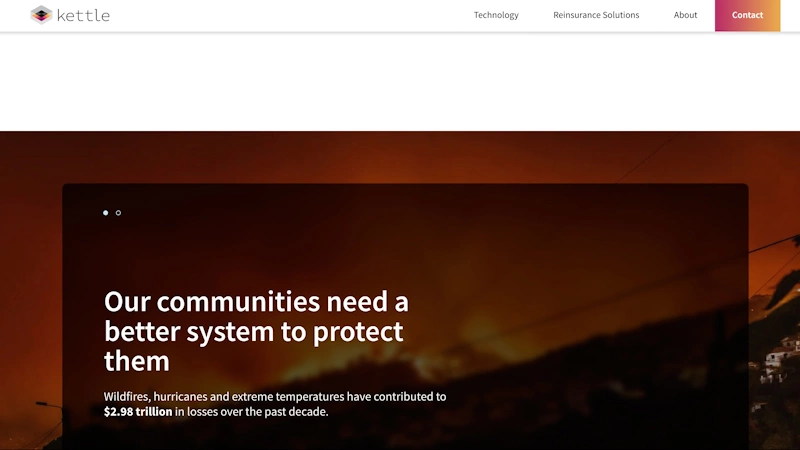 kettle
Technology
Reinsurance Solutions
About
Contact
Our communities need a
better system to protect
them
Wildfires, hurricanes and extreme temperatures have contributed to
$2.98 trillion in losses over the past decade.